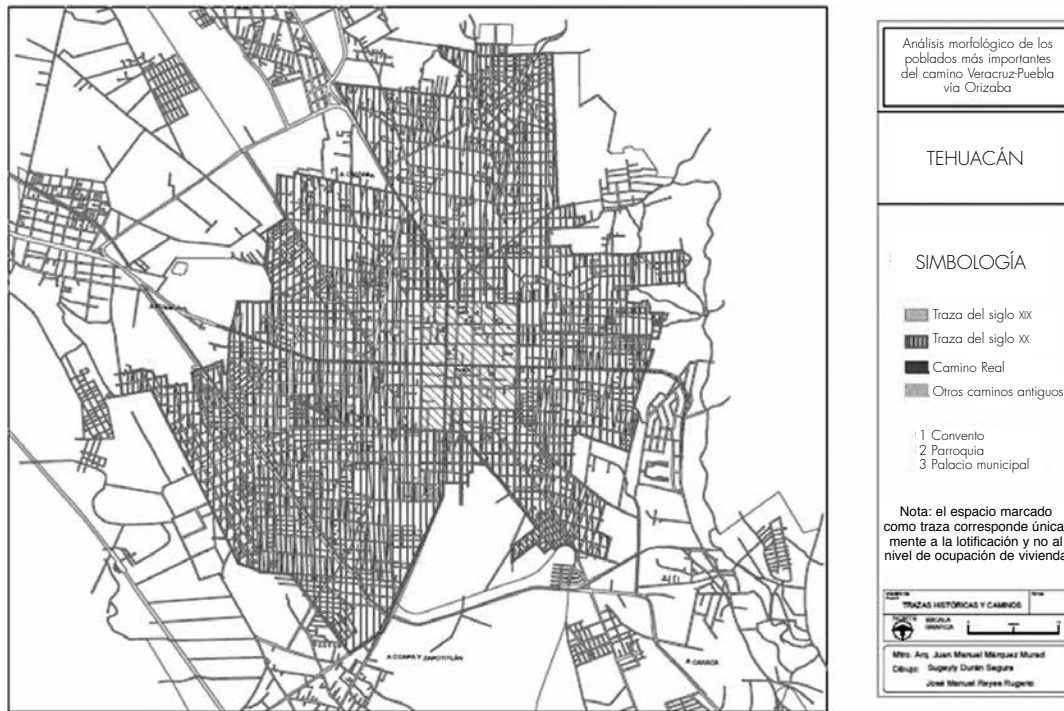 Análisis morfológico de los
poblados más importantes
del camino Veracruz-Puebla
vía Orizaba
TEHUACÁN
SIMBOLOGÍA
Traza del siglo XIX
Traza del siglo XX
Camino Real
Otros caminos antiguos
1 Convento
2 Parroquia
3 Palacio municipal
Nota: el espacio marcado
como traza corresponde única
mente a la lotificación y no al
nivel de ocupación de vivienda
TRAZAS HISTÓRICAS Y CAMINOS
NORTE
ESCALA
GRÁFICA
Mtro. Arq. Juan Manuel Márquez Murad
Dibujo: Sugeyly Durán Segura
José Manuel Reyes Rugerio
A COAPA Y ZAPOTITLÁN
A OAXACA